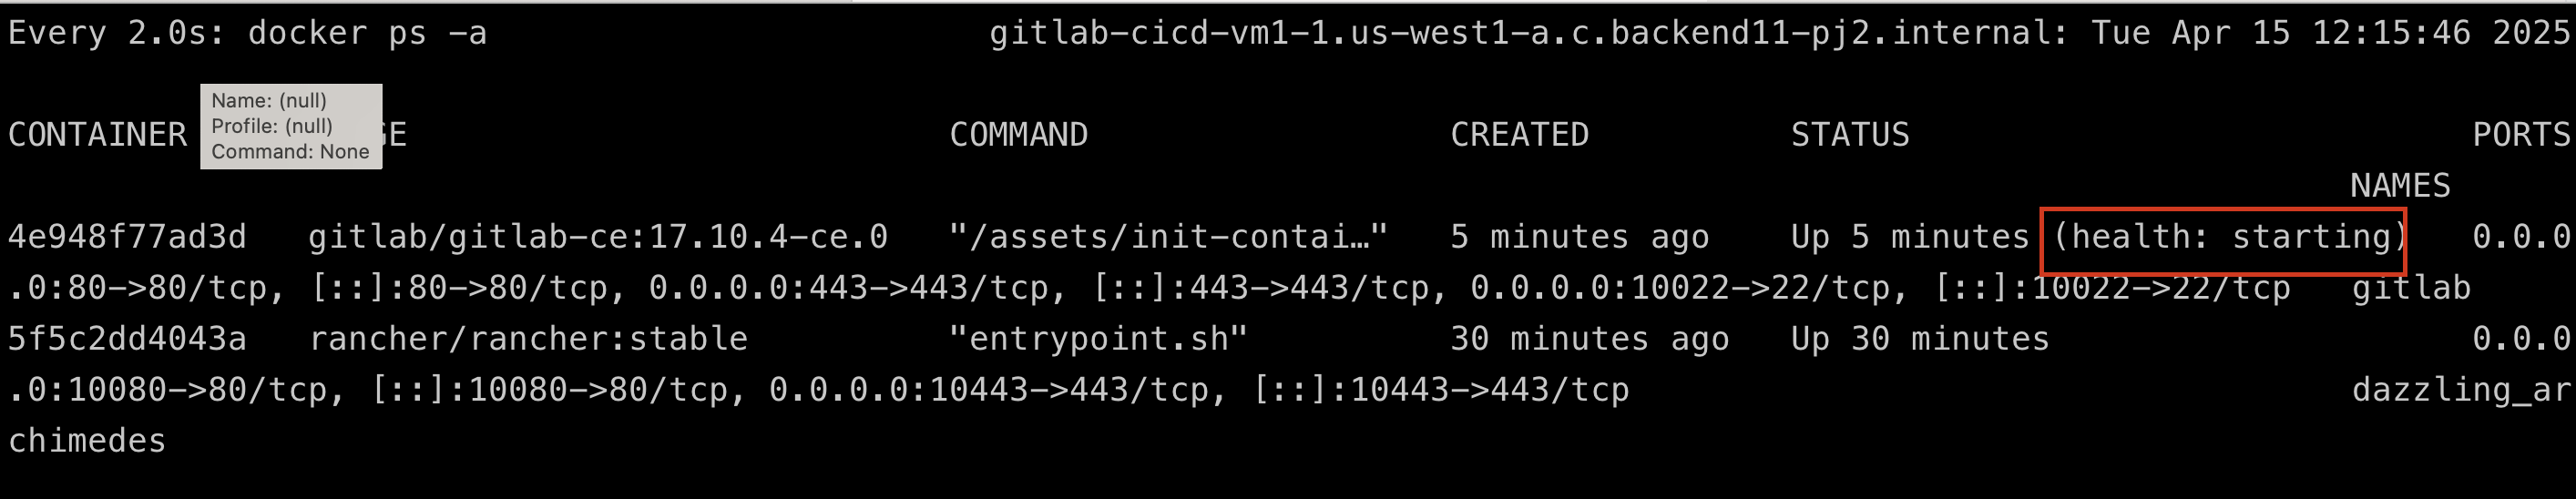 Every 2.0s: docker ps -a gitlab-cicd-vm1-1.us-west1-a.c.backend11-pj2.internal: Tue Apr 15 12:15:46 2025
Name: (null)
Profile: (null)
Command: None
CONTAINER COMMAND CREATED STATUS PORTS
NAMES
4e948f77ad3d gitlab/gitlab-ce:17.10.4-ce.0 "/assets/init-contai…" 5 minutes ago Up 5 minutes (health: starting) 0.0.0
.0:80->80/tcp, [::]:80->80/tcp, 0.0.0.0:443->443/tcp, [::]:443->443/tcp, 0.0.0.0:10022->22/tcp, [::]:10022->22/tcp gitlab
5f5c2dd4043a rancher/rancher:stable "entrypoint.sh" 30 minutes ago Up 30 minutes 0.0.0
.0:10080->80/tcp, [::]:10080->80/tcp, 0.0.0.0:10443->443/tcp, [::]:10443->443/tcp dazzling_ar
chimedes